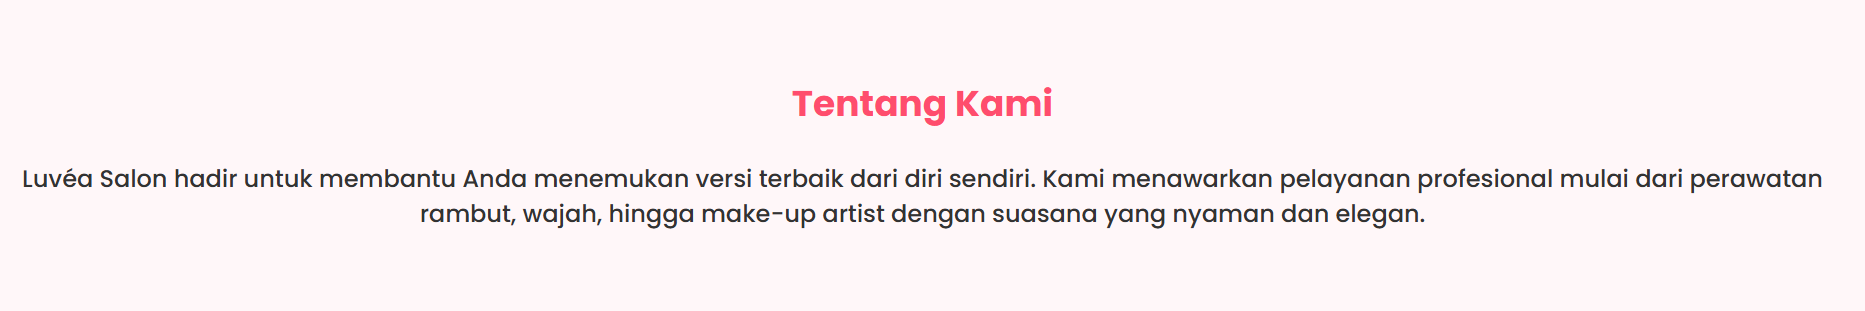 Tentang Kami
Luvéa Salon hadir untuk membantu Anda menemukan versi terbaik dari diri sendiri. Kami menawarkan pelayanan profesional mulai dari perawatan
rambut, wajah, hingga make-up artist dengan suasana yang nyaman dan elegan.